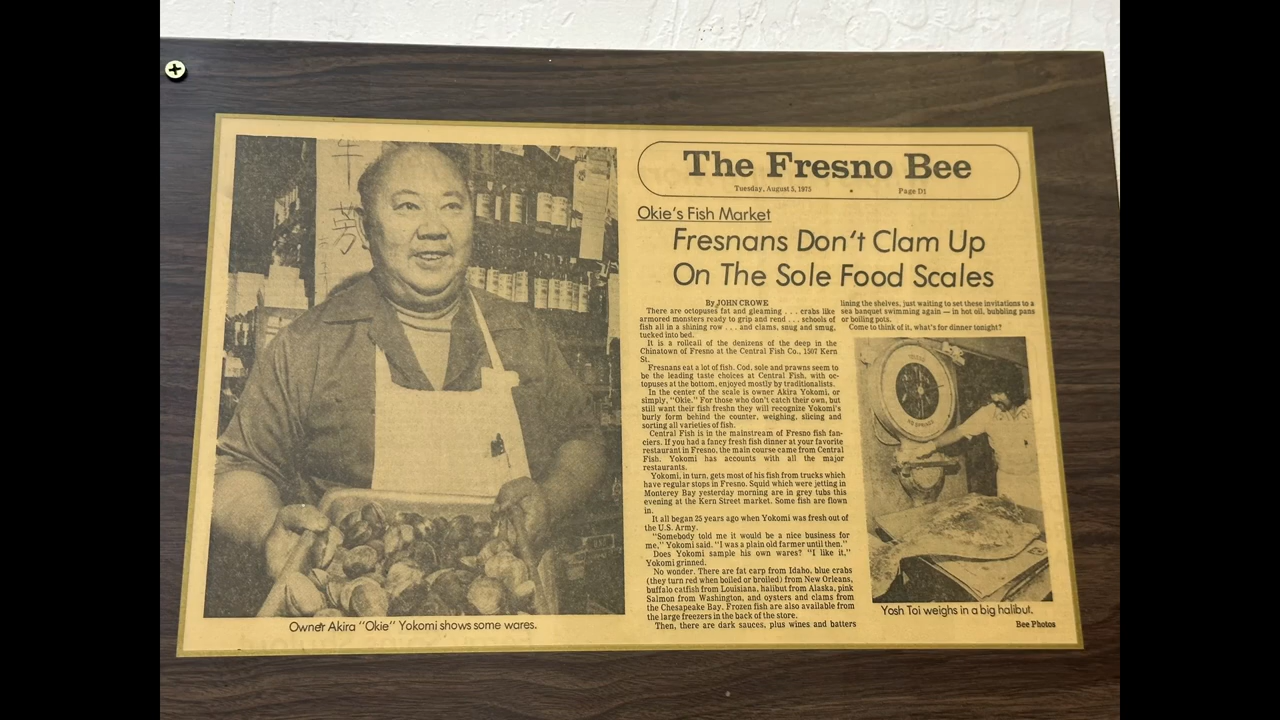 The Fresno Bee
Tuesday, August 5, 1975 • Page D1
Okie's Fish Market
Fresnans Don't Clam Up
On The Sole Food Scales
By JOHN CROWE
There are octopuses fat and gleaming . . . crabs like
armored monsters ready to grip and rend . . . schools of
fish all in a shining row . . . and clams, snug and smug,
tucked into bed.
It is a rollcall of the denizens of the deep in the
Chinatown of Fresno at the Central Fish Co., 1507 Kern
St.
Fresnans eat a lot of fish. Cod, sole and prawns seem to
be the leading taste choices at Central Fish, with oc-
topuses at the bottom, enjoyed mostly by traditionalists.
In the center of the scale is owner Akira Yokomi, or
simply, "Okie." For those who don't catch their own, but
still want their fish freshn they will recognize Yokomi's
burly form behind the counter, weighing, slicing and
sorting all varieties of fish.
Central Fish is in the mainstream of Fresno fish fan-
ciers. If you had a fancy fresh fish dinner at your favorite
restaurant in Fresno, the main course came from Central
Fish. Yokomi has accounts with all the major
restaurants.
Yokomi, in turn, gets most of his fish from trucks which
have regular stops in Fresno. Squid which were jetting in
Monterey Bay yesterday morning are in grey tubs this
evening at the Kern Street market. Some fish are flown
in.
It all began 25 years ago when Yokomi was fresh out of
the U.S. Army.
"Somebody told me it would be a nice business for
me," Yokomi said. "I was a plain old farmer until then."
Does Yokomi sample his own wares? "I like it,"
Yokomi grinned.
No wonder. There are fat carp from Idaho, blue crabs
(they turn red when boiled or broiled) from New Orleans,
buffalo catfish from Louisiana, halibut from Alaska, pink
Salmon from Washington, and oysters and clams from
the Chesapeake Bay. Frozen fish are also available from
the large freezers in the back of the store.
Then, there are dark sauces, plus wines and batters
lining the shelves, just waiting to set these invitations to a
sea banquet swimming again — in hot oil, bubbling pans
or boiling pots.
Come to think of it, what's for dinner tonight?
Owner Akira "Okie" Yokomi shows some wares.
Yosh Toi weighs in a big halibut.
Bee Photos